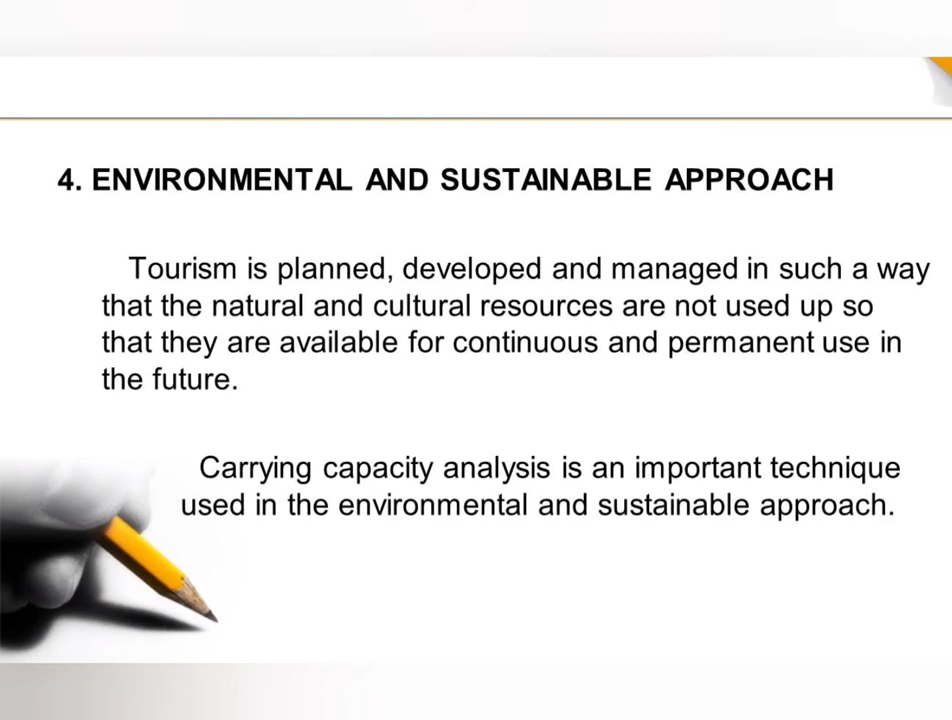 4. ENVIRONMENTAL AND SUSTAINABLE APPROACH
Tourism is planned, developed and managed in such a way
that the natural and cultural resources are not used up so
that they are available for continuous and permanent use in
the future.
Carrying capacity analysis is an important technique
used in the environmental and sustainable approach.